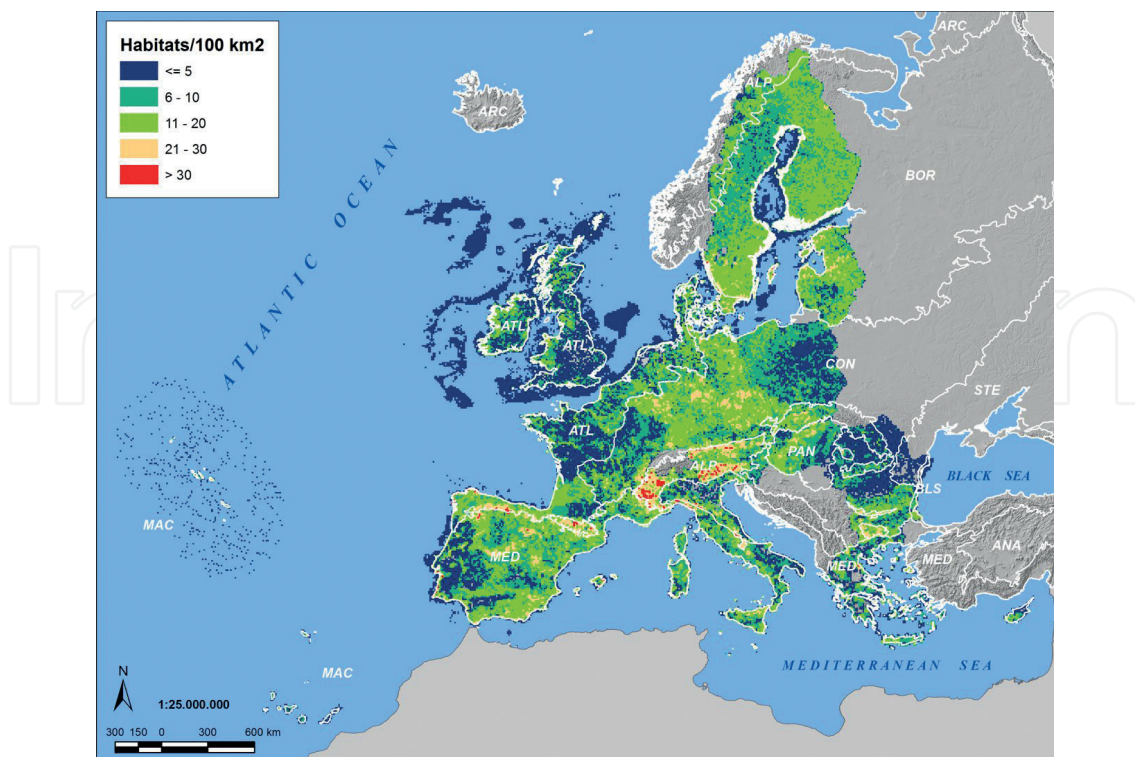 Habitats/100 km2
<= 5
6 - 10
11 - 20
21 - 30
> 30
ARC
ARC
ALP
BOR
ATLANTIC OCEAN
ATL
ATL
CON
STE
ATL
PAN
ALP
BLACK SEA
BLS
MAC
MED
MED
MED
ANA
MEDITERRANEAN SEA
MAC
N
1:25.000.000
300 150 0 300 600 km